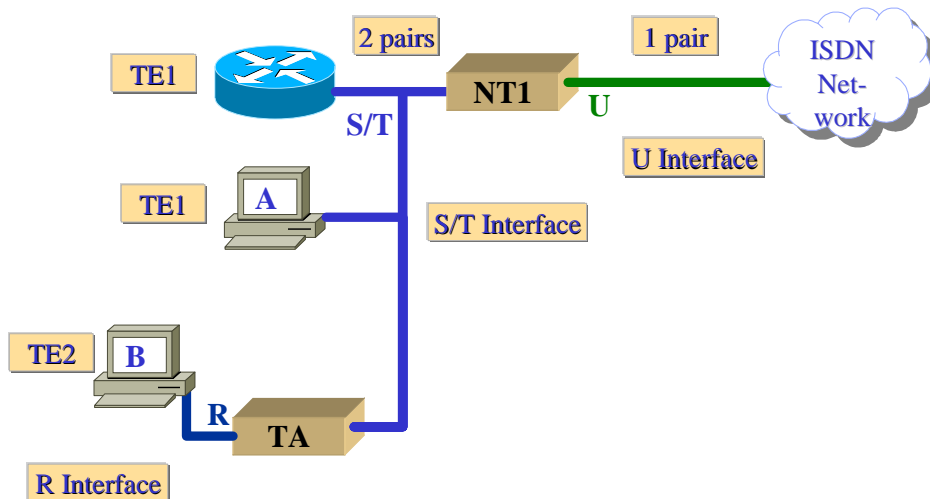 2 pairs
1 pair
ISDN
Net-
work
TE1
NT1
S/T
U
U Interface
TE1
A
S/T Interface
TE2
B
R
TA
R Interface